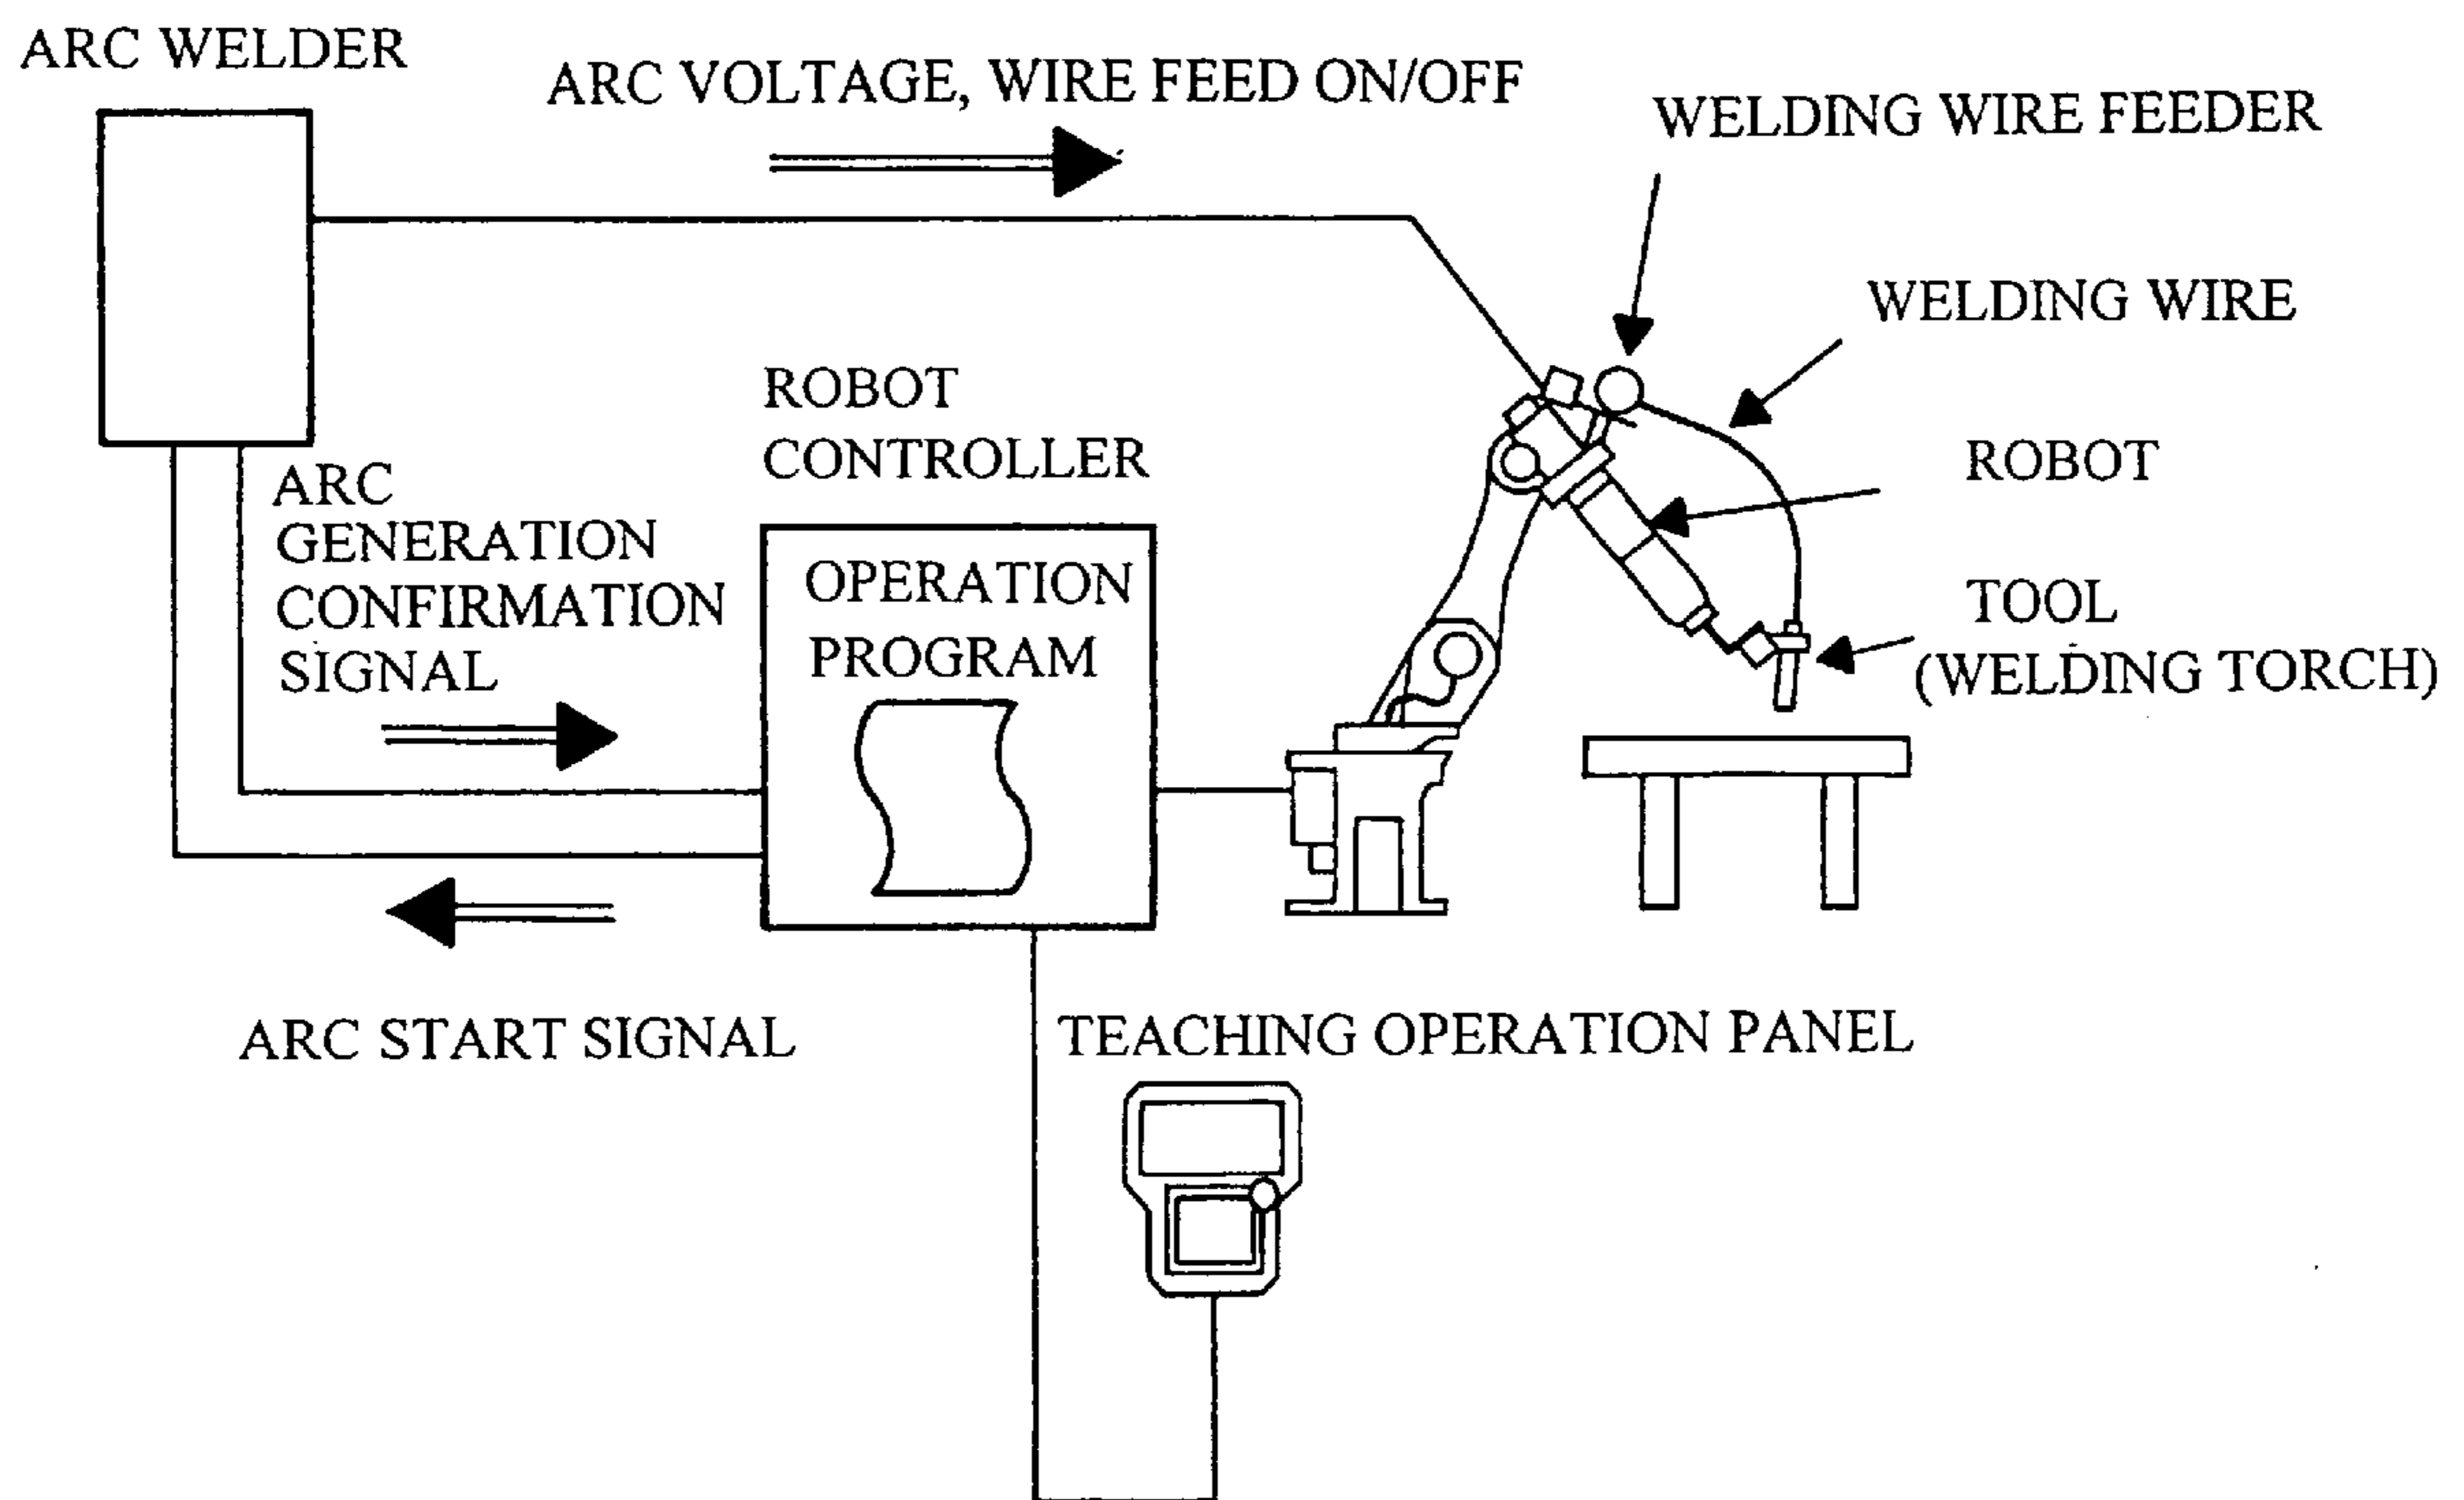 ARC WELDER
ARC VOLTAGE, WIRE FEED ON/OFF
WELDING WIRE FEEDER
WELDING WIRE
ROBOT
CONTROLLER
ROBOT
ARC
GENERATION
CONFIRMATION
SIGNAL
OPERATION
PROGRAM
TOOL
(WELDING TORCH)
ARC START SIGNAL
TEACHING OPERATION PANEL